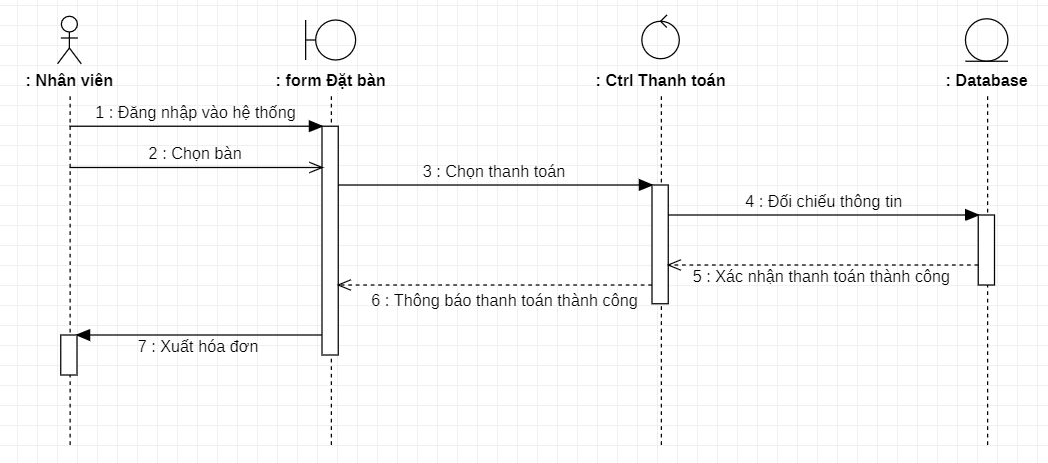 : Nhân viên
: form Đặt bàn
: Ctrl Thanh toán
: Database
1 : Đăng nhập vào hệ thống
2 : Chọn bàn
3 : Chọn thanh toán
4 : Đối chiếu thông tin
5 : Xác nhận thanh toán thành công
6 : Thông báo thanh toán thành công
7 : Xuất hóa đơn